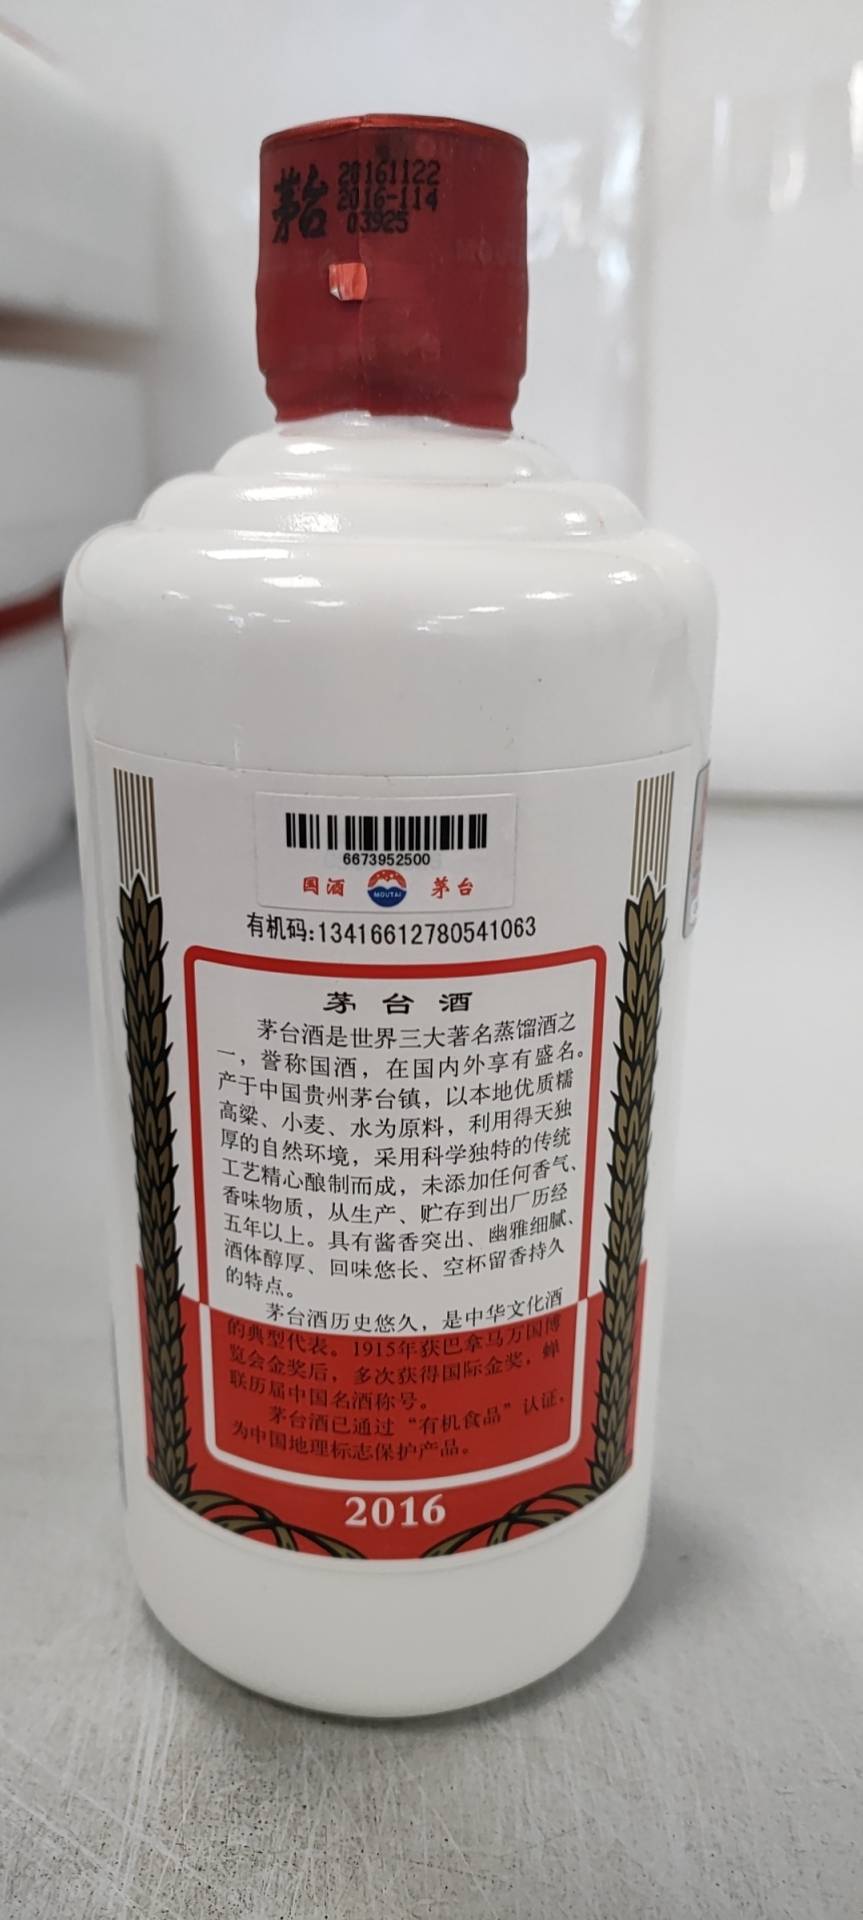 茅台
20161122
2016-114
03925
6673952500
国酒
MOUTAI
茅台
有机码:13416612780541063
茅台酒
茅台酒是世界三大著名蒸馏酒之
一，誉称国酒，在国内外享有盛名。
产于中国贵州茅台镇，以本地优质糯
高粱、小麦、水为原料，利用得天独
厚的自然环境，采用科学独特的传统
工艺精心酿制而成，未添加任何香气、
香味物质，从生产、贮存到出厂历经
五年以上。具有酱香突出、幽雅细腻、
酒体醇厚、回味悠长、空杯留香持久
的特点。
茅台酒历史悠久，是中华文化酒
的典型代表。1915年获巴拿马万国博
览会金奖后，多次获得国际金奖，蝉
联历届中国名酒称号。
茅台酒已通过“有机食品”认证，
为中国地理标志保护产品。
2016